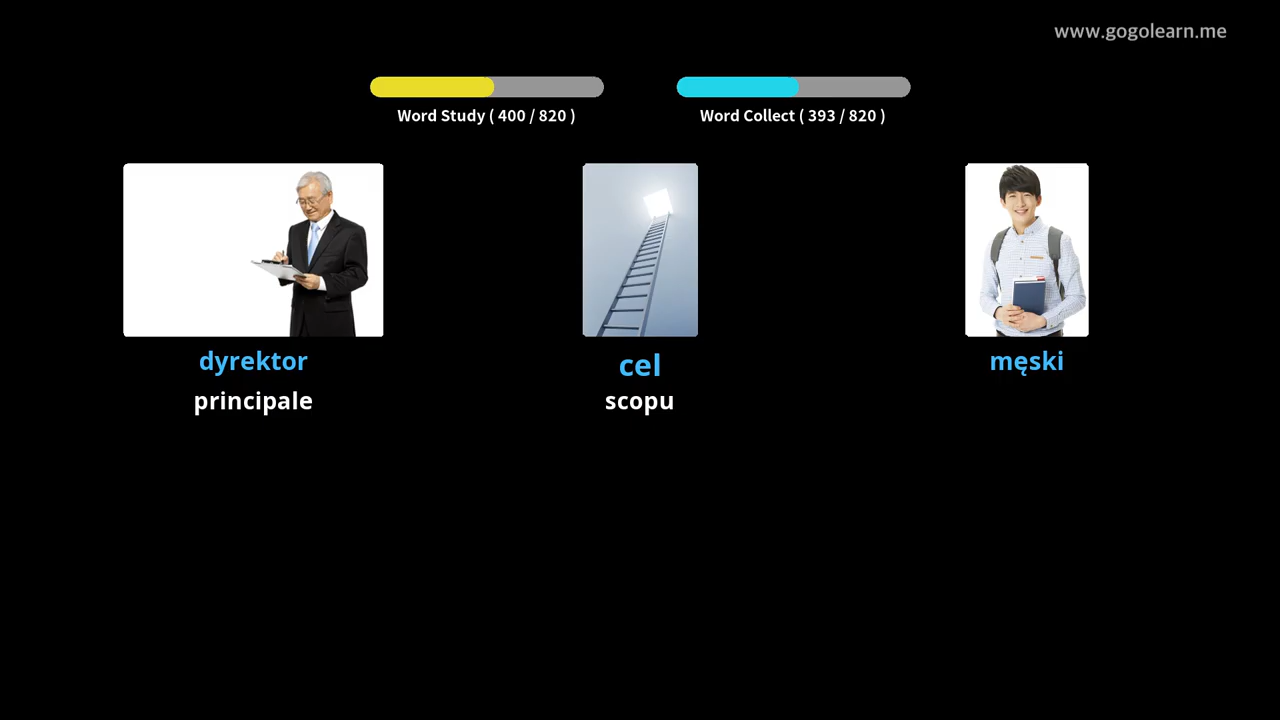 www.gogolearn.me
Word Study ( 400 / 820 )
Word Collect ( 393 / 820 )
dyrektor
cel
męski
principale
scopu